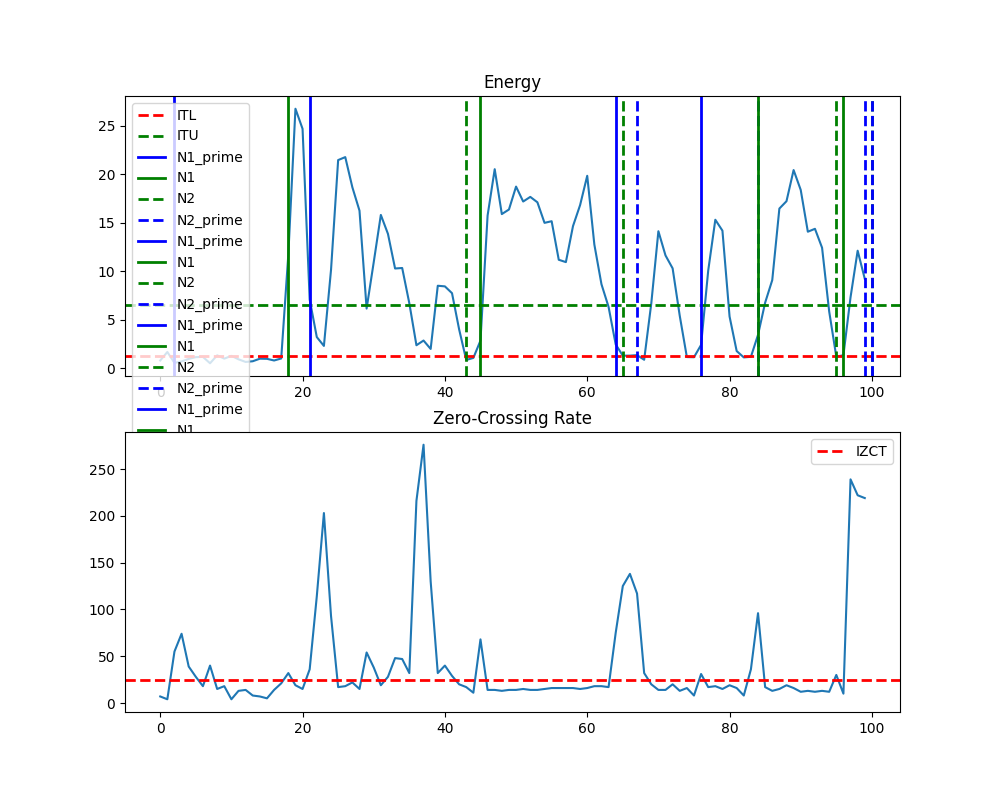 Energy
25
20
15
10
5
0
ITL
ITU
N1_prime
N1
N2
N2_prime
N1_prime
N1
N2
N2_prime
N1_prime
N1
N2
N2_prime
N1_prime
N1
0 20 40 60 80 100
Zero-Crossing Rate
250
200
150
100
50
0
IZCT
0 20 40 60 80 100